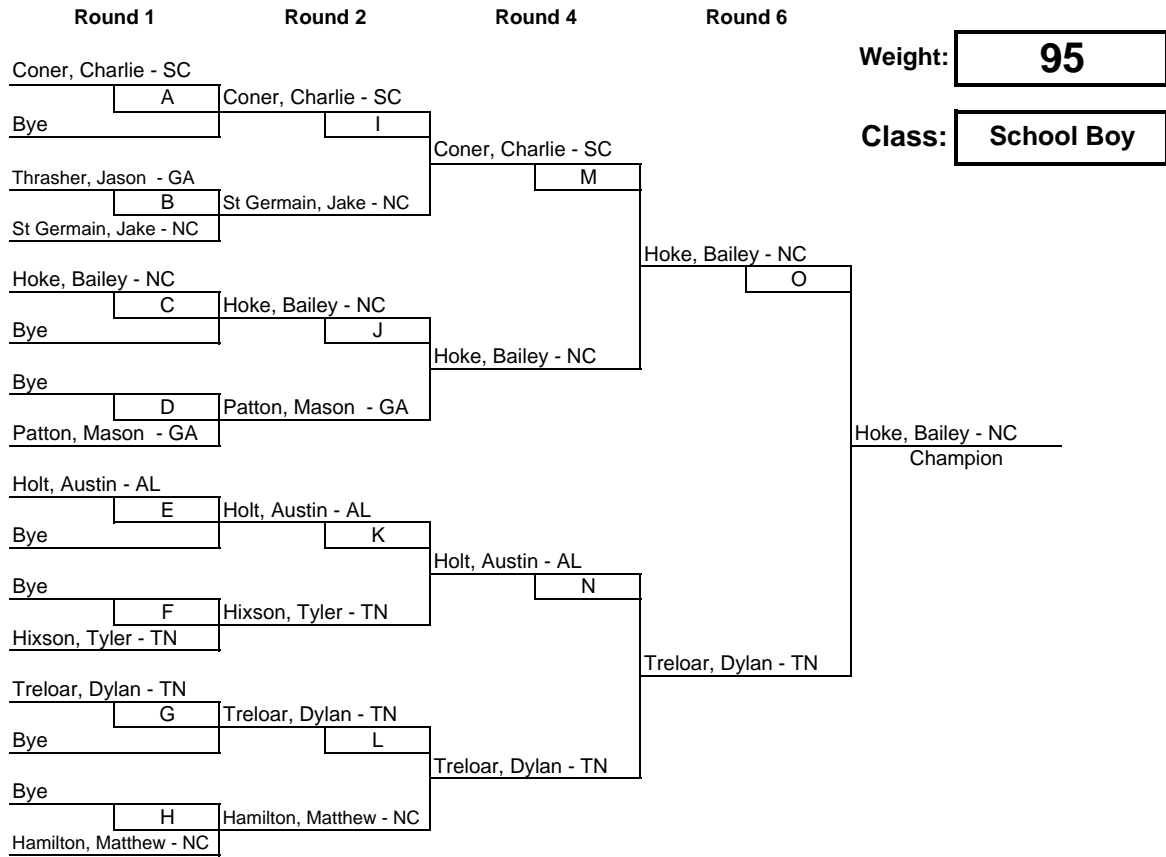 Round 1 Round 2 Round 4 Round 6
Weight: 95
Class: School Boy
Coner, Charlie - SC
A
Bye
Thrasher, Jason  - GA
B
St Germain, Jake - NC
Hoke, Bailey - NC
C
Bye
Bye
D
Patton, Mason  - GA
Holt, Austin - AL
E
Bye
Bye
F
Hixson, Tyler - TN
Treloar, Dylan - TN
G
Bye
Bye
H
Hamilton, Matthew - NC
Coner, Charlie - SC
I
St Germain, Jake - NC
Hoke, Bailey - NC
J
Patton, Mason  - GA
Holt, Austin - AL
K
Hixson, Tyler - TN
Treloar, Dylan - TN
L
Hamilton, Matthew - NC
Coner, Charlie - SC
M
Hoke, Bailey - NC
Holt, Austin - AL
N
Treloar, Dylan - TN
Hoke, Bailey - NC
O
Treloar, Dylan - TN
Hoke, Bailey - NC
Champion